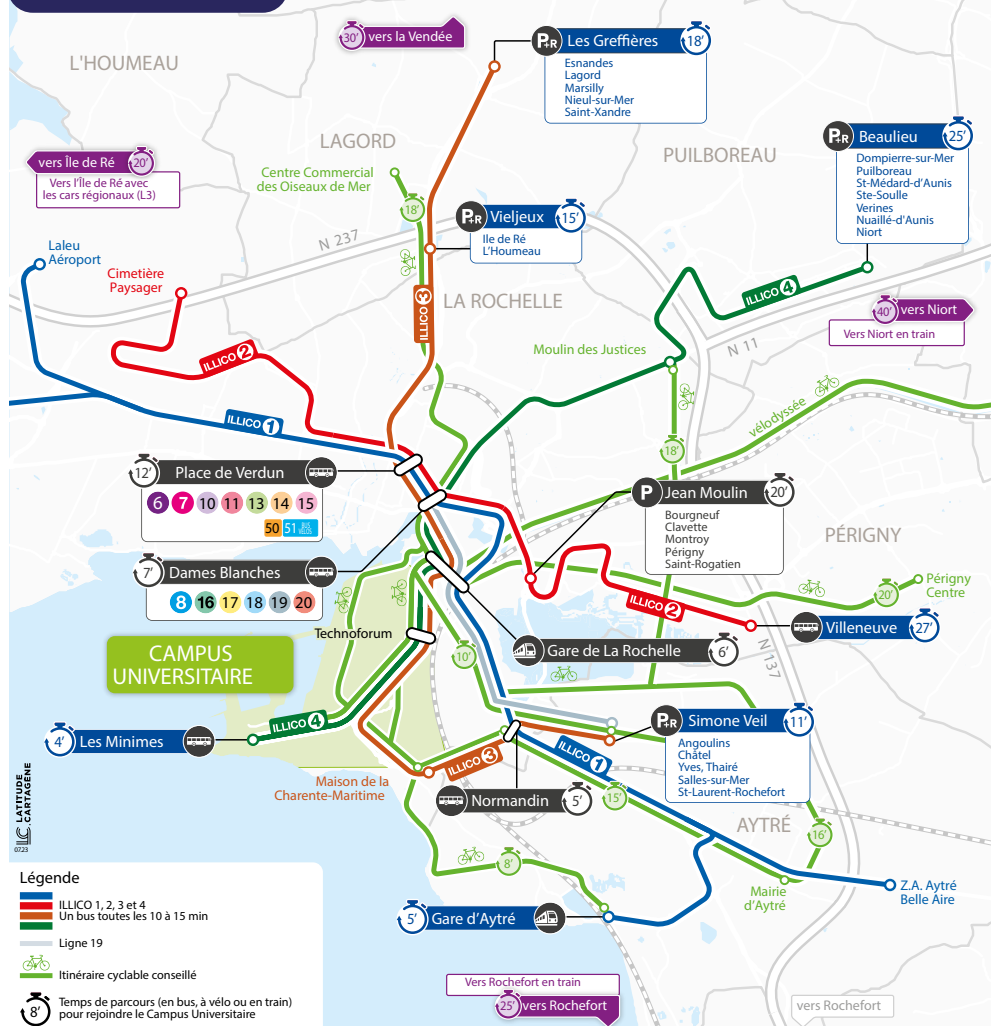 30' vers la Vendée
L'HOUMEAU
P+R Les Greffières 18'
Esnandes
Lagord
Marsilly
Nieul-sur-Mer
Saint-Xandre
LAGORD
PUILBOREAU
P+R Beaulieu 25'
Dompierre-sur-Mer
Puilboreau
St-Médard-d'Aunis
Ste-Soulle
Verines
Nuaillé-d'Aunis
Niort
vers Île de Ré 20'
Vers l'Île de Ré avec
les cars régionaux (L3)
Centre Commercial
des Oiseaux de Mer
18'
P+R Vieljeux 15'
Ile de Ré
L'Houmeau
N 237
Laleu
Aéroport
Cimetière
Paysager
LA ROCHELLE
ILLICO 3
ILLICO 4
40' vers Niort
Vers Niort en train
N 11
Moulin des Justices
ILLICO 2
ILLICO 1
vélodyssée
18'
12' Place de Verdun
6 7 10 11 13 14 15
50 51
P Jean Moulin 20'
Bourgneuf
Clavette
Montroy
Périgny
Saint-Rogatien
PÉRIGNY
7' Dames Blanches
8 16 17 18 19 20
Périgny
Centre
20'
ILLICO 2
Villeneuve 27'
Technoforum
Gare de La Rochelle 6'
10'
CAMPUS
UNIVERSITAIRE
N 137
ILLICO 4
4' Les Minimes
P+R Simone Veil 11'
Angoulins
Châtel
Yves, Thairé
Salles-sur-Mer
St-Laurent-Rochefort
ILLICO 1
ILLICO 3
Maison de la
Charente-Maritime
Normandin 5'
15'
AYTRÉ
16'
8'
Mairie
d'Aytré
Z.A. Aytré
Belle Aire
5' Gare d'Aytré
LATITUDE
CARTAGÈNE
07.23
Légende
ILLICO 1, 2, 3 et 4
Un bus toutes les 10 à 15 min
Ligne 19
Itinéraire cyclable conseillé
8' Temps de parcours (en bus, à vélo ou en train)
pour rejoindre le Campus Universitaire
Vers Rochefort en train
25' vers Rochefort
vers Rochefort